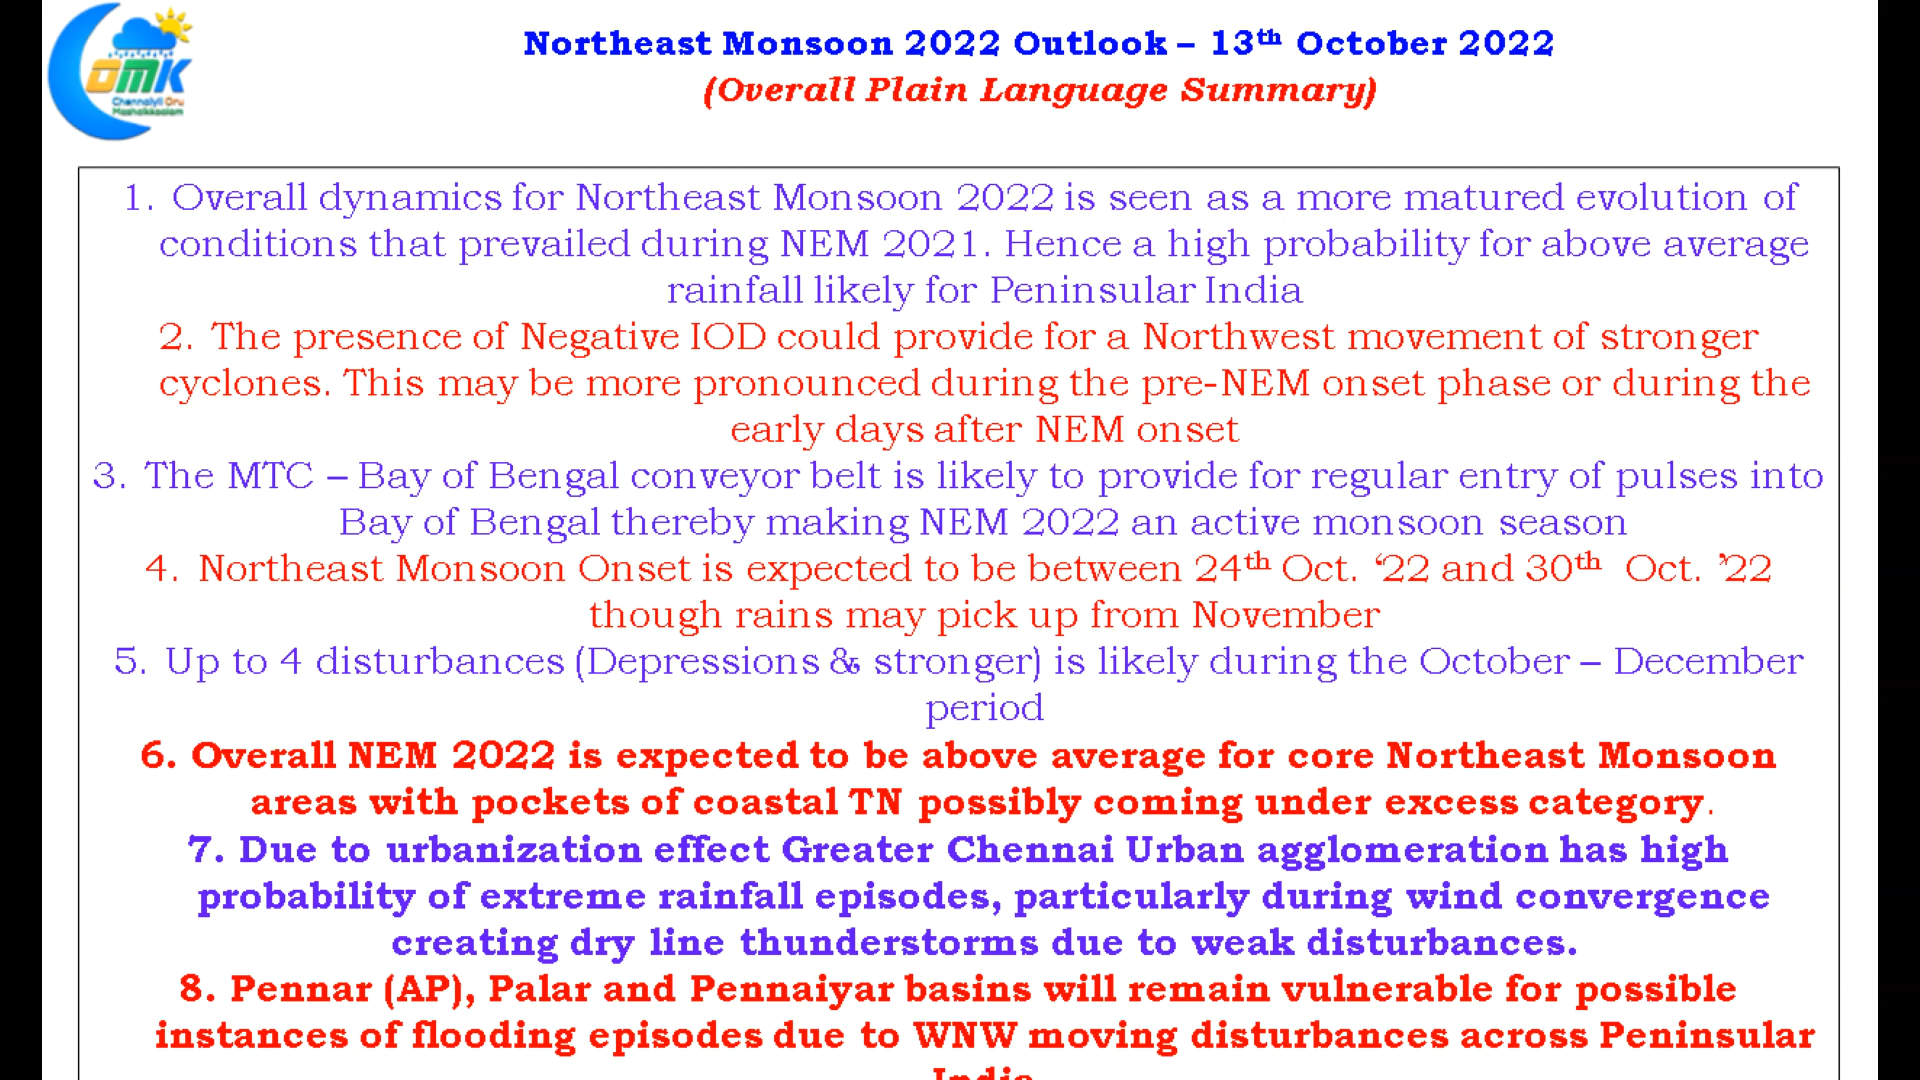 OMK
Chennaiyil Oru
Mazhaikkaalam
Northeast Monsoon 2022 Outlook – 13th October 2022
(Overall Plain Language Summary)
1. Overall dynamics for Northeast Monsoon 2022 is seen as a more matured evolution of
conditions that prevailed during NEM 2021. Hence a high probability for above average
rainfall likely for Peninsular India
2. The presence of Negative IOD could provide for a Northwest movement of stronger
cyclones. This may be more pronounced during the pre-NEM onset phase or during the
early days after NEM onset
3. The MTC – Bay of Bengal conveyor belt is likely to provide for regular entry of pulses into
Bay of Bengal thereby making NEM 2022 an active monsoon season
4. Northeast Monsoon Onset is expected to be between 24th Oct. ‘22 and 30th Oct. ’22
though rains may pick up from November
5. Up to 4 disturbances (Depressions & stronger) is likely during the October – December
period
6. Overall NEM 2022 is expected to be above average for core Northeast Monsoon
areas with pockets of coastal TN possibly coming under excess category.
7. Due to urbanization effect Greater Chennai Urban agglomeration has high
probability of extreme rainfall episodes, particularly during wind convergence
creating dry line thunderstorms due to weak disturbances.
8. Pennar (AP), Palar and Pennaiyar basins will remain vulnerable for possible
instances of flooding episodes due to WNW moving disturbances across Peninsular
India